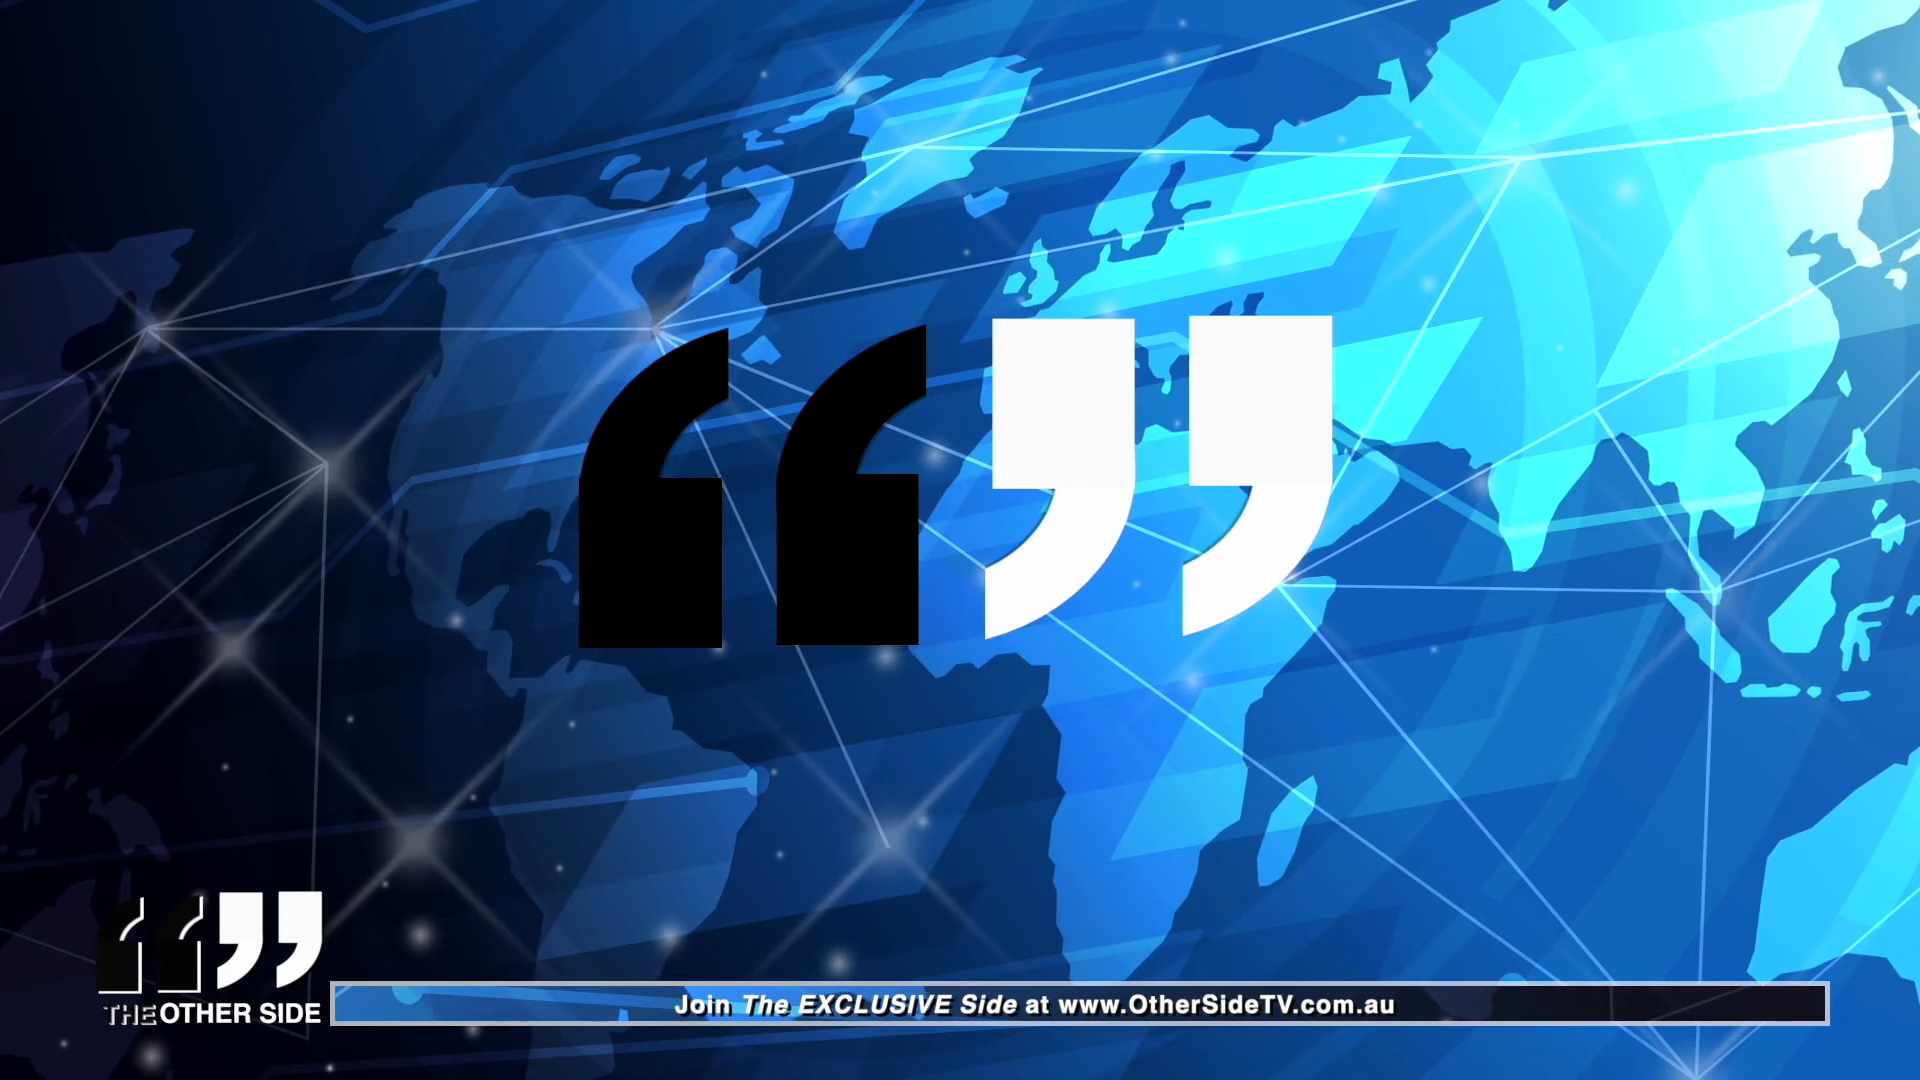 “ ”
“ ”
THE OTHER SIDE
Join The EXCLUSIVE Side at www.OtherSideTV.com.au